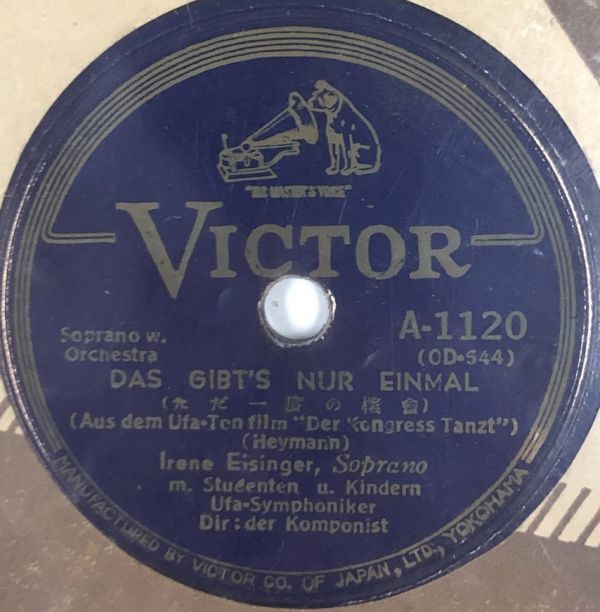 "HIS MASTER'S VOICE"
VICTOR
Soprano w.
Orchestra
A-1120
(OD-644)
DAS GIBT'S NUR EINMAL
(ただ一度の機會)
(Aus dem Ufa-Ton film "Der Kongress Tanzt")
(Heymann)
Irene Eisinger, Soprano
m. Studenten u. Kindern
Ufa-Symphoniker
Dir: der Komponist
MANUFACTURED BY VICTOR CO. OF JAPAN, LTD., YOKOHAMA